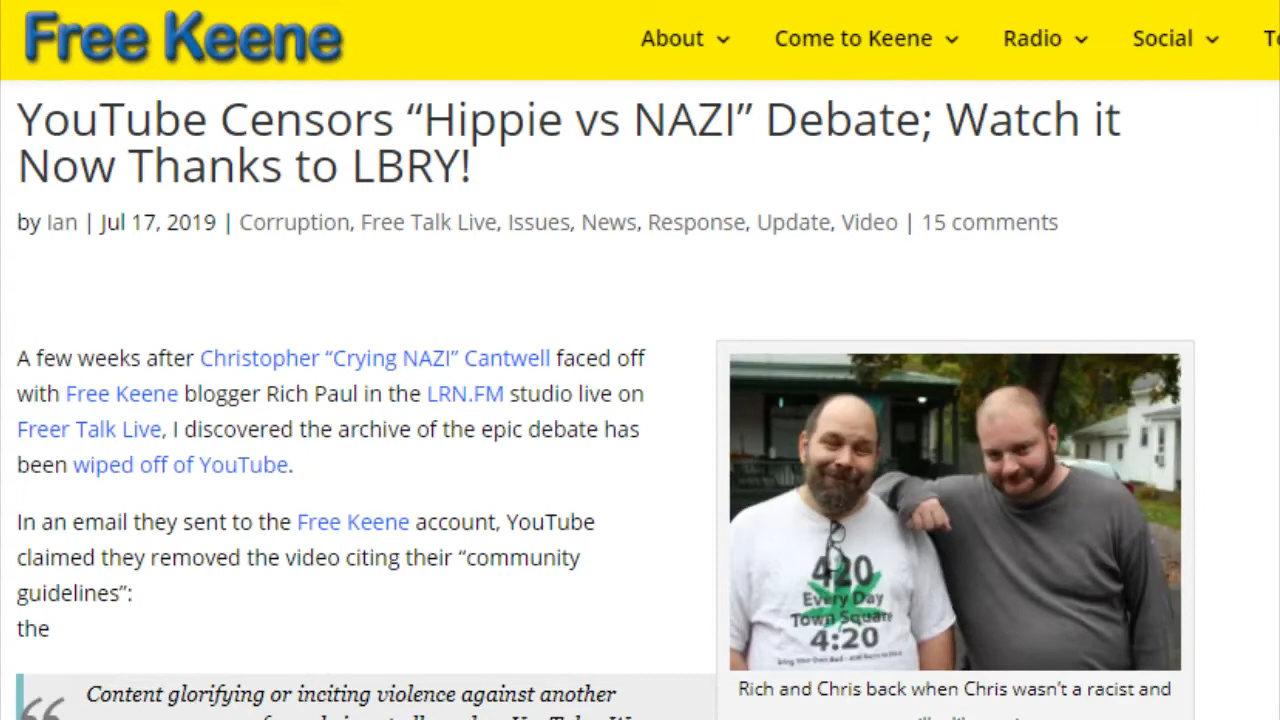 Free Keene
About Come to Keene Radio Social
YouTube Censors “Hippie vs NAZI” Debate; Watch it
Now Thanks to LBRY!
by Ian | Jul 17, 2019 | Corruption, Free Talk Live, Issues, News, Response, Update, Video | 15 comments
A few weeks after Christopher “Crying NAZI” Cantwell faced off
with Free Keene blogger Rich Paul in the LRN.FM studio live on
Freer Talk Live, I discovered the archive of the epic debate has
been wiped off of YouTube.
In an email they sent to the Free Keene account, YouTube
claimed they removed the video citing their “community
guidelines”:
the
Content glorifying or inciting violence against another
420
Every Day
Town Square
4:20
Rich and Chris back when Chris wasn’t a racist and